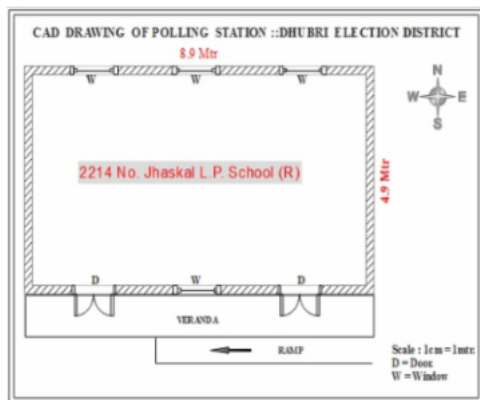 CAD DRAWING OF POLLING STATION ::DHUBRI ELECTION DISTRICT
8.9 Mtr
W W W
N
W E
S
2214 No. Jhaskal L.P. School (R)
4.9 Mtr
D W D
VERANDA
RAMP
Scale : 1cm = 1mtr.
D = Door.
W = Window